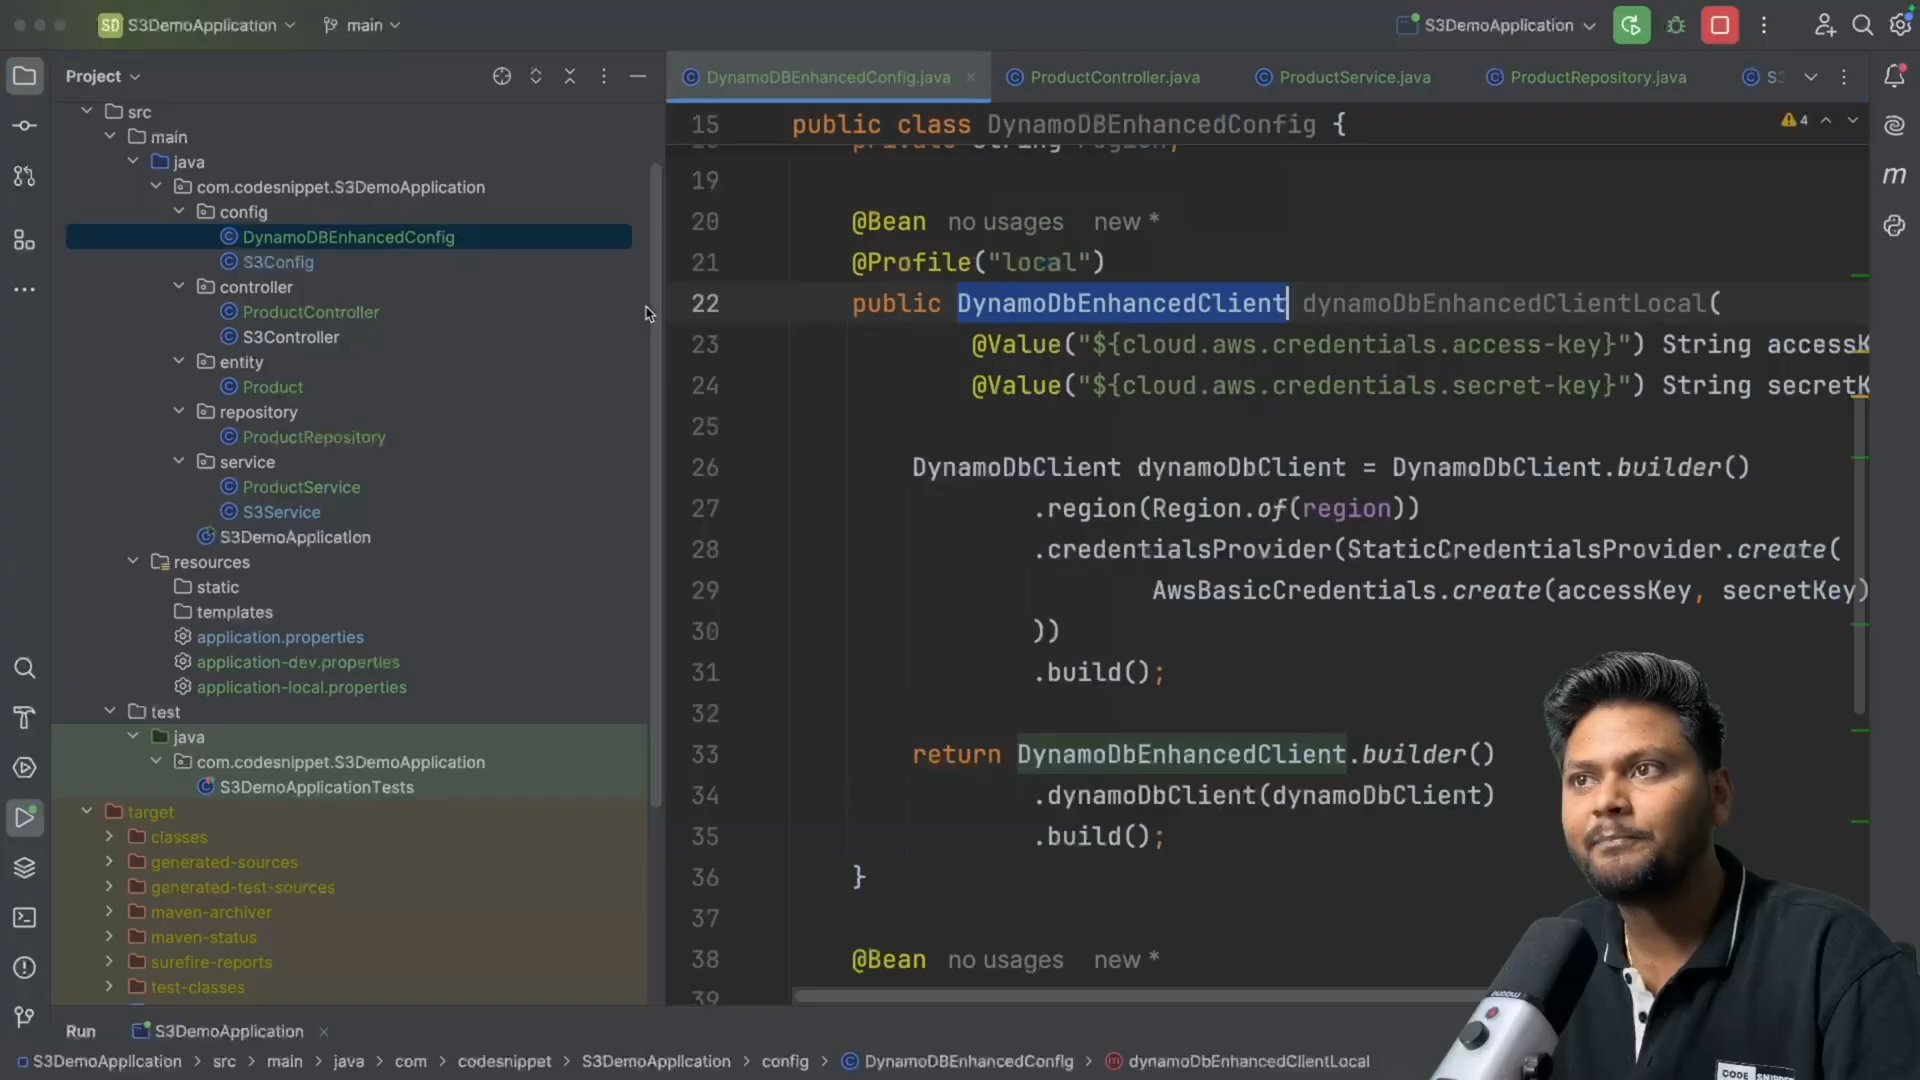 SD S3DemoApplication main S3DemoApplication
Project
DynamoDBEnhancedConfig.java ProductController.java ProductService.java ProductRepository.java
src
main
java
com.codesnippet.S3DemoApplication
config
DynamoDBEnhancedConfig
S3Config
controller
ProductController
S3Controller
entity
Product
repository
ProductRepository
service
ProductService
S3Service
S3DemoApplication
resources
static
templates
application.properties
application-dev.properties
application-local.properties
test
java
com.codesnippet.S3DemoApplication
S3DemoApplicationTests
target
classes
generated-sources
generated-test-sources
maven-archiver
maven-status
surefire-reports
test-classes
15 public class DynamoDBEnhancedConfig { 4
private String region;
19
20 @Bean no usages new *
21 @Profile("local")
22 public DynamoDbEnhancedClient dynamoDbEnhancedClientLocal(
23 @Value("${cloud.aws.credentials.access-key}") String accessK
24 @Value("${cloud.aws.credentials.secret-key}") String secretK
25
26 DynamoDbClient dynamoDbClient = DynamoDbClient.builder()
27 .region(Region.of(region))
28 .credentialsProvider(StaticCredentialsProvider.create(
29 AwsBasicCredentials.create(accessKey, secretKey)
30 ))
31 .build();
32
33 return DynamoDbEnhancedClient.builder()
34 .dynamoDbClient(dynamoDbClient)
35 .build();
36 }
37
38 @Bean no usages new *
39
m
Run S3DemoApplication
S3DemoApplication > src > main > java > com > codesnippet > S3DemoApplication > config > DynamoDBEnhancedConfig > dynamoDbEnhancedClientLocal
maono
CODE SNIPPET